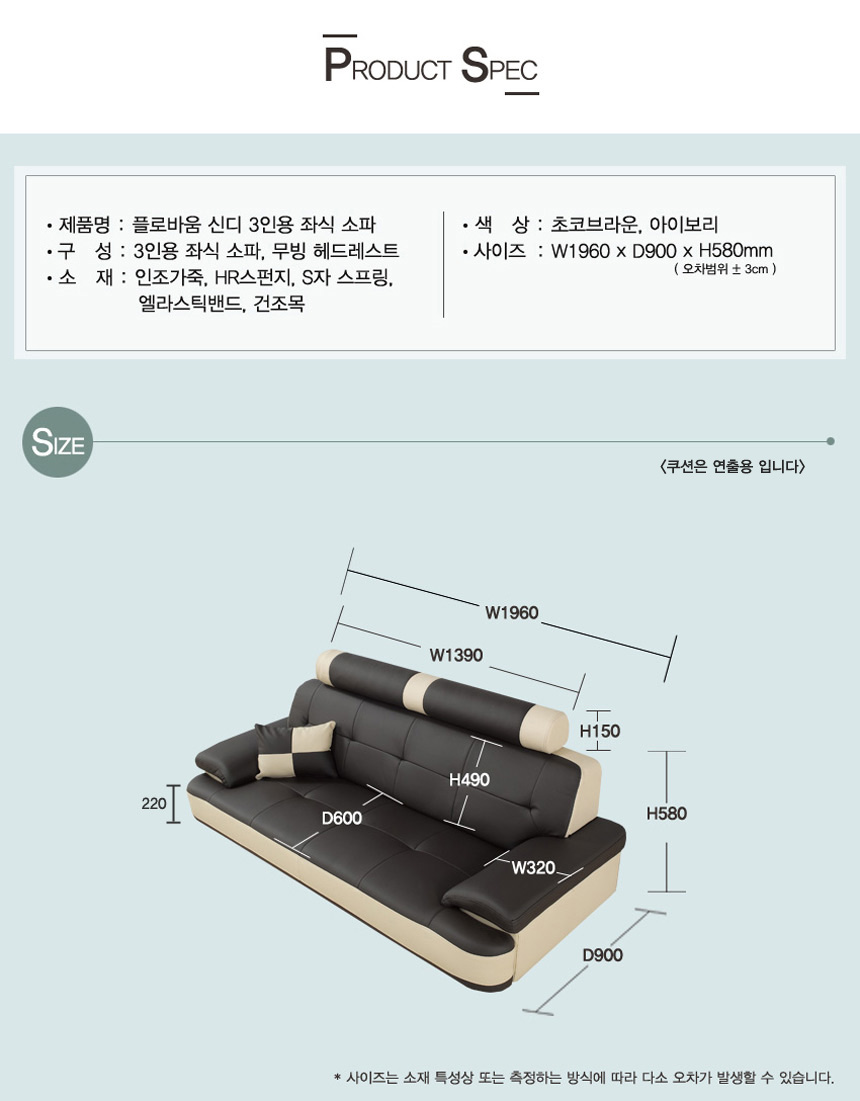 PRODUCT SPEC
• 제품명 : 플로바움 신디 3인용 좌식 소파
• 구 성 : 3인용 좌식 소파, 무빙 헤드레스트
• 소 재 : 인조가죽, HR스펀지, S자 스프링,
엘라스틱밴드, 건조목
• 색 상 : 초코브라운, 아이보리
• 사이즈 : W1960 x D900 x H580mm
( 오차범위 ± 3cm )
SIZE
<쿠션은 연출용 입니다>
W1960
W1390
H150
H490
220
D600
H580
W320
D900
* 사이즈는 소재 특성상 또는 측정하는 방식에 따라 다소 오차가 발생할 수 있습니다.